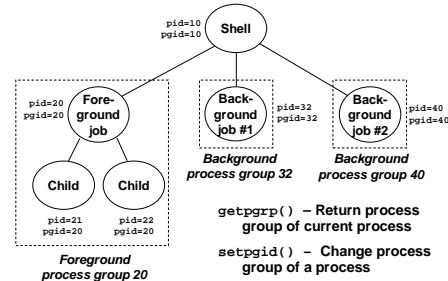 pid=10
pgid=10
Shell
pid=20
pgid=20
Fore-
ground
job
Back-
ground
job #1
pid=32
pgid=32
Back-
ground
job #2
pid=40
pgid=40
Background
process group 32
Background
process group 40
Child
Child
pid=21
pgid=20
pid=22
pgid=20
Foreground
process group 20
getpgrp() – Return process
group of current process
setpgid() – Change process
group of a process